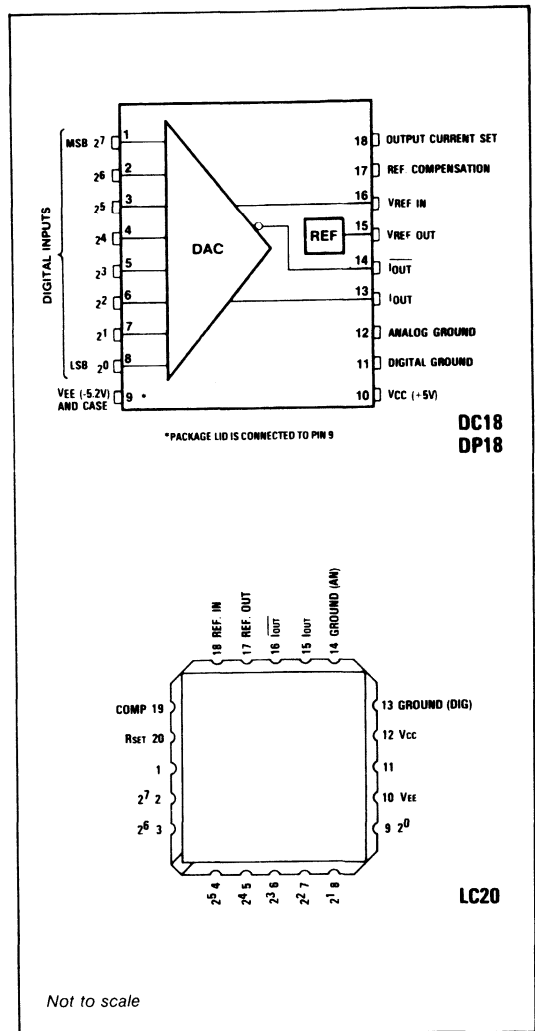 MSB 2⁷ 1
2⁶ 2
2⁵ 3
2⁴ 4
2³ 5
2² 6
2¹ 7
LSB 2⁰ 8
VEE (-5.2V)
AND CASE
9 *
DIGITAL INPUTS
DAC
REF
18 OUTPUT CURRENT SET
17 REF. COMPENSATION
16 VREF IN
15 VREF OUT
14 I̅O̅U̅T̅
13 IOUT
12 ANALOG GROUND
11 DIGITAL GROUND
10 VCC (+5V)
*PACKAGE LID IS CONNECTED TO PIN 9
DC18
DP18
18 REF. IN
17 REF. OUT
16 I̅O̅U̅T̅
15 IOUT
14 GROUND (AN)
COMP 19
RSET 20
1
2⁷ 2
2⁶ 3
13 GROUND (DIG)
12 VCC
11
10 VEE
9 2⁰
2⁵ 4
2⁴ 5
2³ 6
2² 7
2¹ 8
LC20
Not to scale